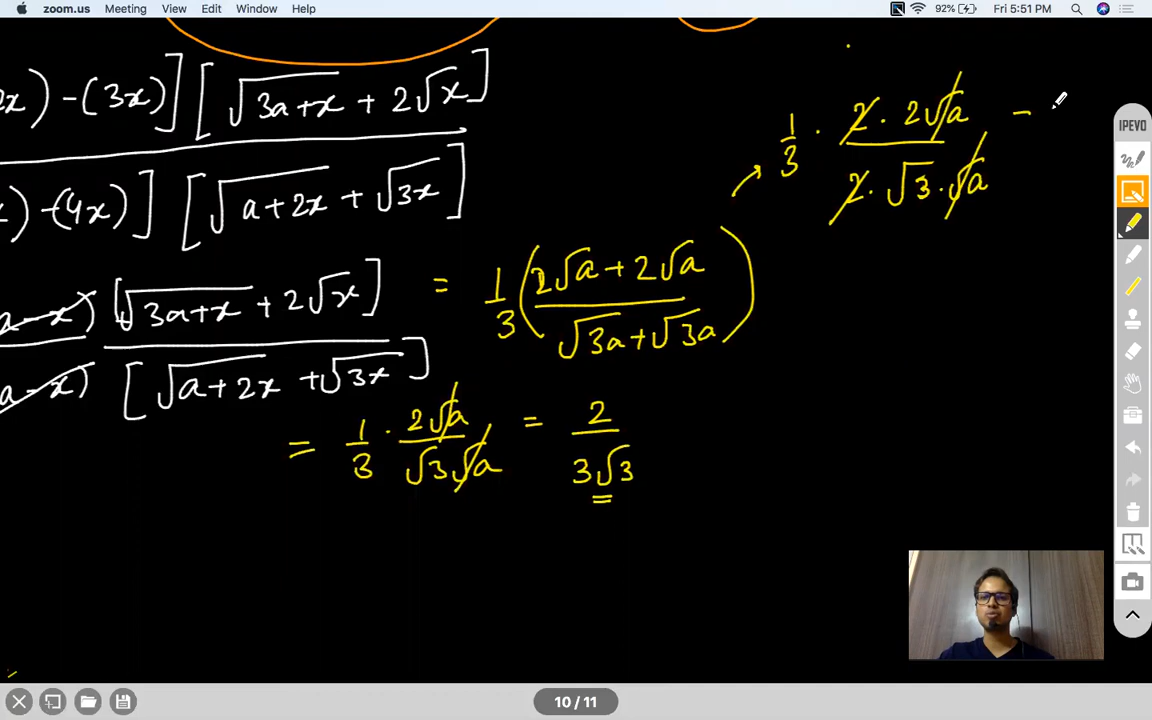 zoom.us Meeting View Edit Window Help 92% Fri 5:51 PM
x) – (3x)] [√3a+x + 2√x]
) – (4x)] [√a+2x + √3x]
1/3 · 2·2√a / 2·√3·√a =
a–x) [√3a+x + 2√x]
a–x) [√a+2x + √3x]
= 1/3 (2√a + 2√a / √3a + √3a)
= 1/3 · 2√a / √3√a = 2 / 3√3
IPEVO
10 / 11